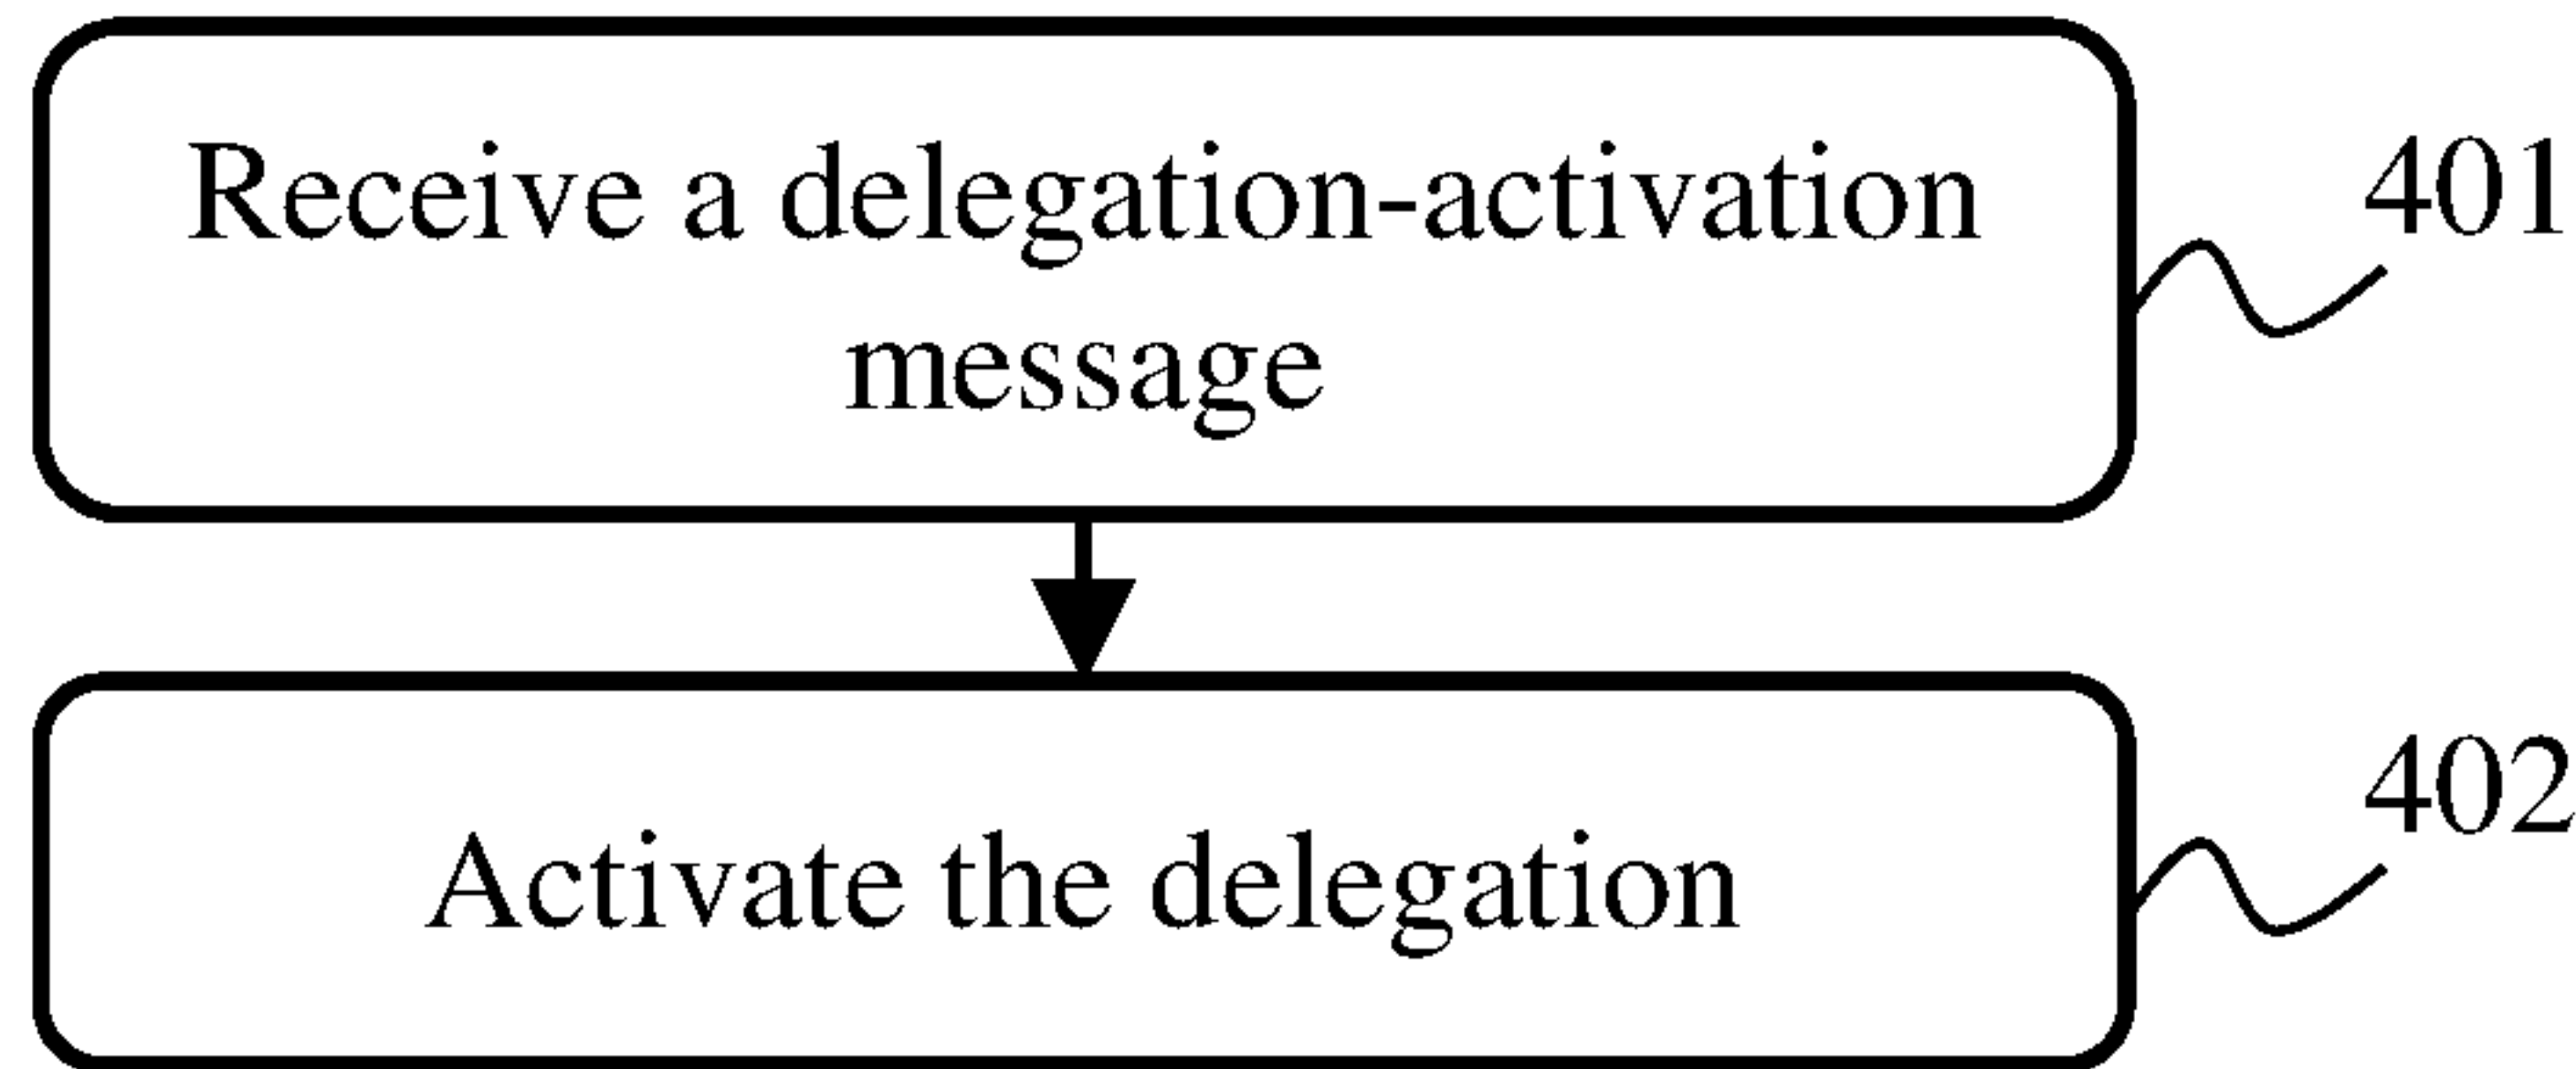 Receive a delegation-activation
message
401
Activate the delegation
402